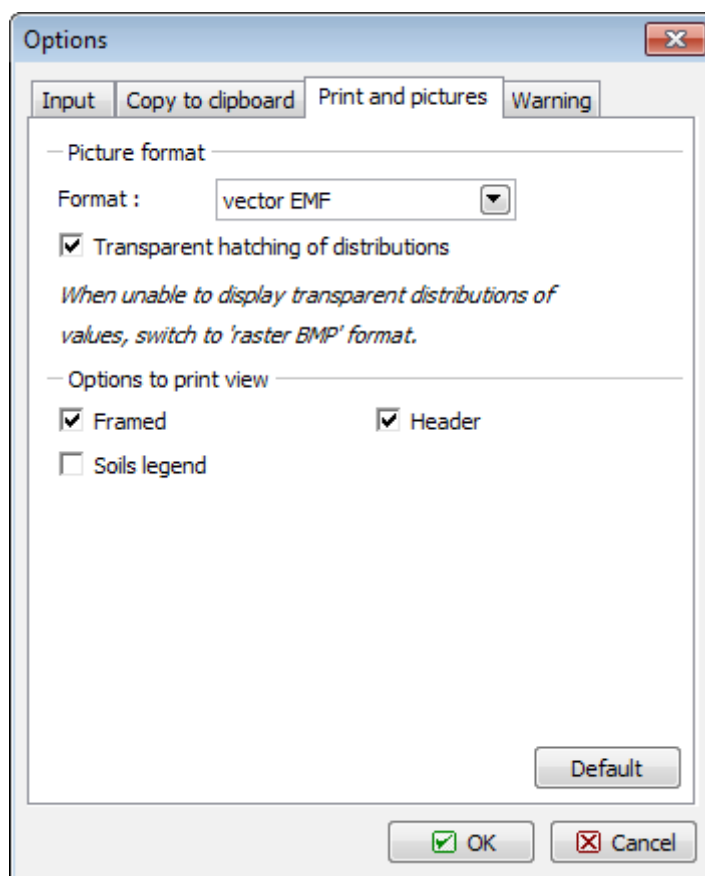 Options
Input Copy to clipboard Print and pictures Warning
Picture format
Format : vector EMF
Transparent hatching of distributions
When unable to display transparent distributions of
values, switch to 'raster BMP' format.
Options to print view
Framed Header
Soils legend
Default
OK Cancel